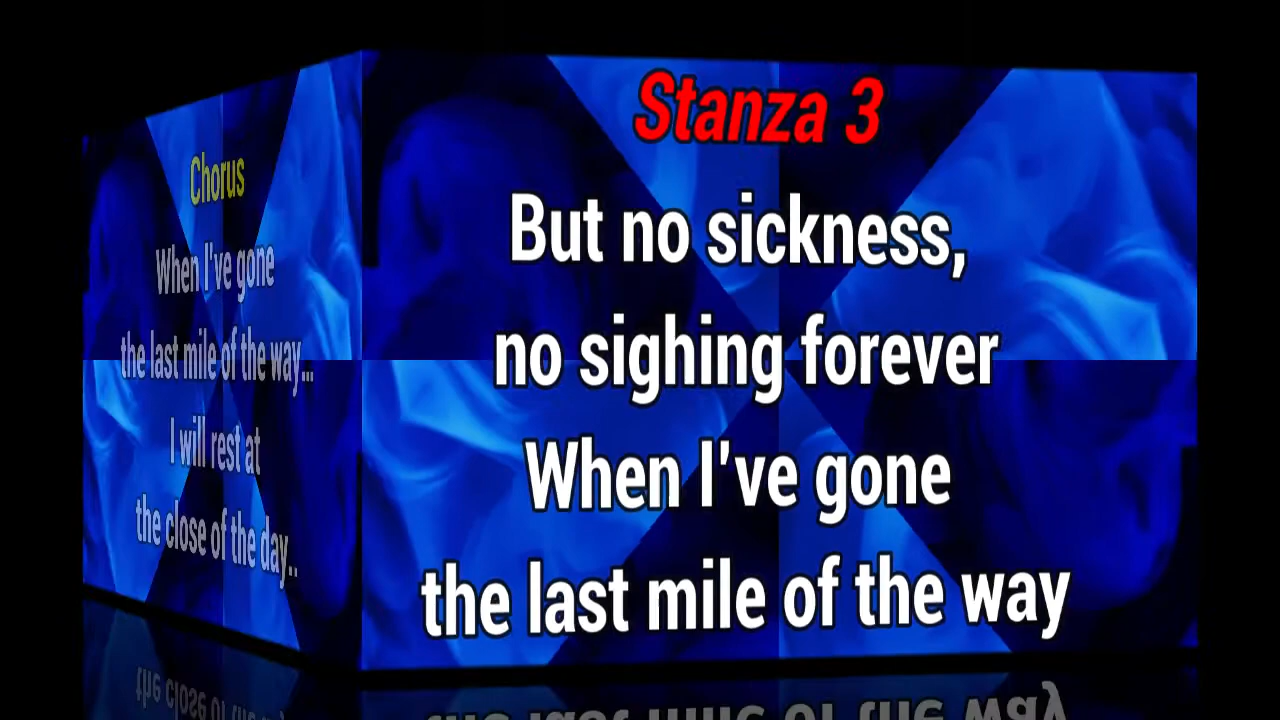 Chorus
When I've gone
the last mile of the way...
I will rest at
the close of the day..
Stanza 3
But no sickness,
no sighing forever
When I've gone
the last mile of the way